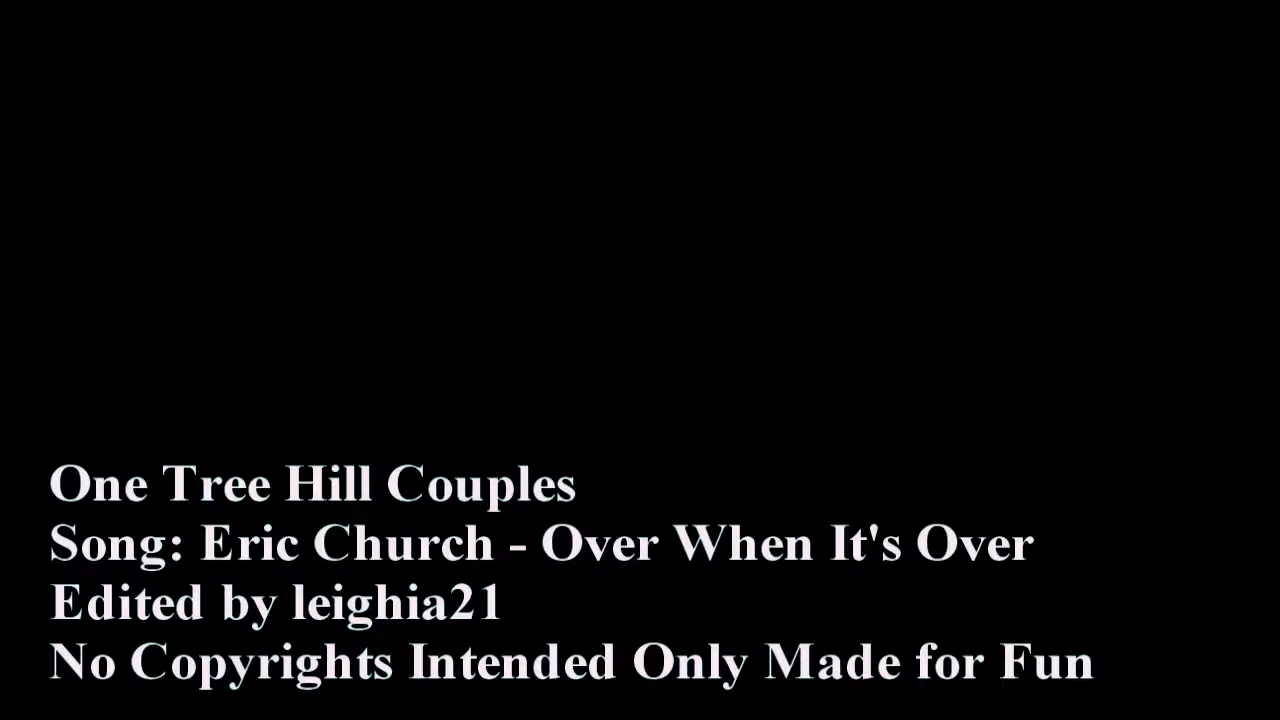 One Tree Hill Couples
Song: Eric Church - Over When It's Over
Edited by leighia21
No Copyrights Intended Only Made for Fun